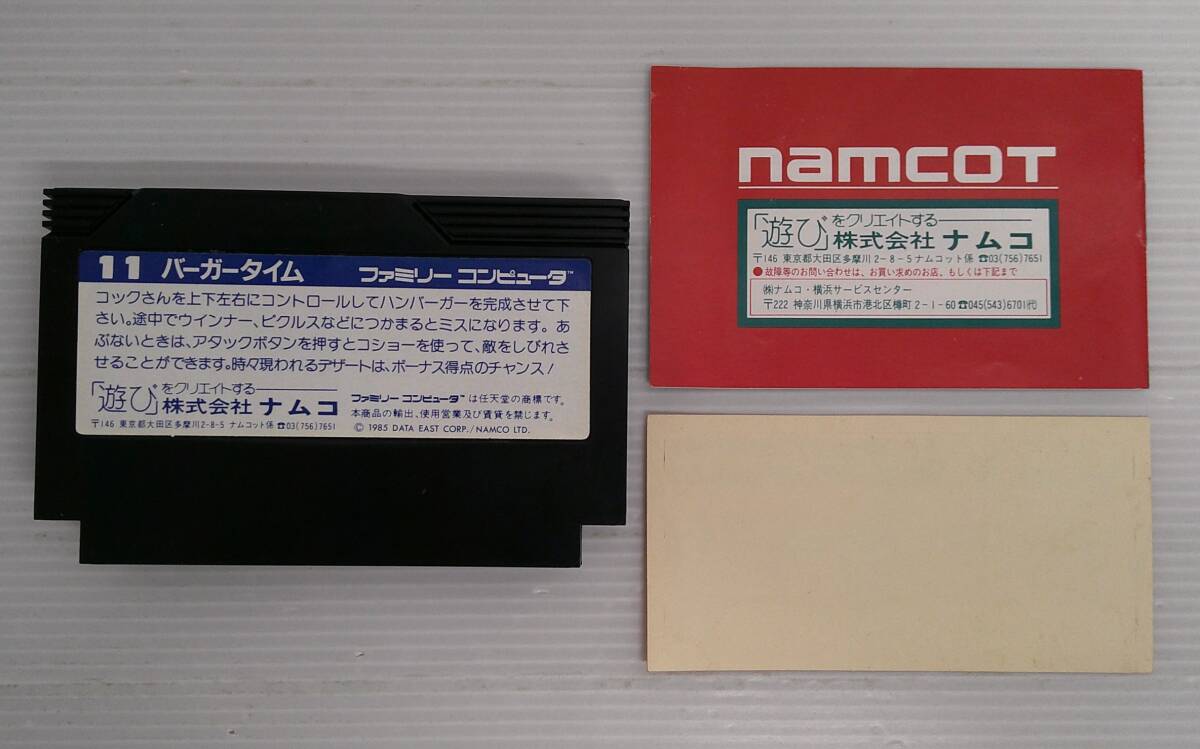 11 バーガータイム ファミリー コンピュータ™
コックさんを上下左右にコントロールしてハンバーガーを完成させて下
さい。途中でウインナー、ピクルスなどにつかまるとミスになります。あ
ぶないときは、アタックボタンを押すとコショーを使って、敵をしびれさ
せることができます。時々現われるデザートは、ボーナス得点のチャンス!
「遊び」をクリエイトする
株式会社 ナムコ
〒146 東京都大田区多摩川2-8-5 ナムコット係 ☎03(756)7651
ファミリー コンピュータ™ は任天堂の商標です。
本商品の輸出、使用営業及び賃貸を禁じます。
© 1985 DATA EAST CORP./NAMCO LTD.
namcoT
「遊び」をクリエイトする
株式会社 ナムコ
〒146 東京都大田区多摩川2-8-5 ナムコット係 ☎03(756)7651
●故障等のお問い合わせは、お買い求めのお店。もしくは下記まで
㈱ナムコ・横浜サービスセンター
〒222 神奈川県横浜市港北区樽町2-1-60☎045(543)6701㈹